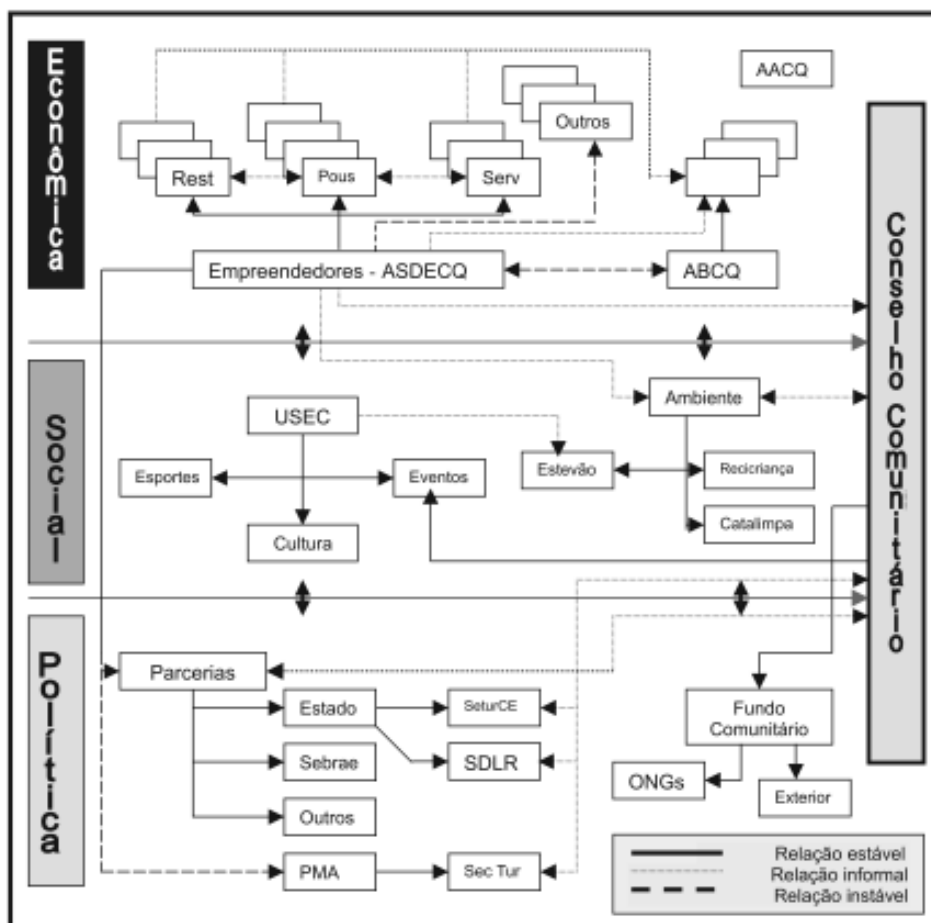 Econômica
AACQ
Outros
Rest
Pous
Serv
Empreendedores - ASDECQ
ABCQ
Conselho Comunitário
Social
USEC
Ambiente
Esportes
Eventos
Estevão
Recicriança
Cultura
Catalimpa
Política
Parcerias
Estado
SeturCE
Fundo
Comunitário
Sebrae
SDLR
ONGs
Exterior
Outros
PMA
Sec Tur
Relação estável
Relação informal
Relação instável